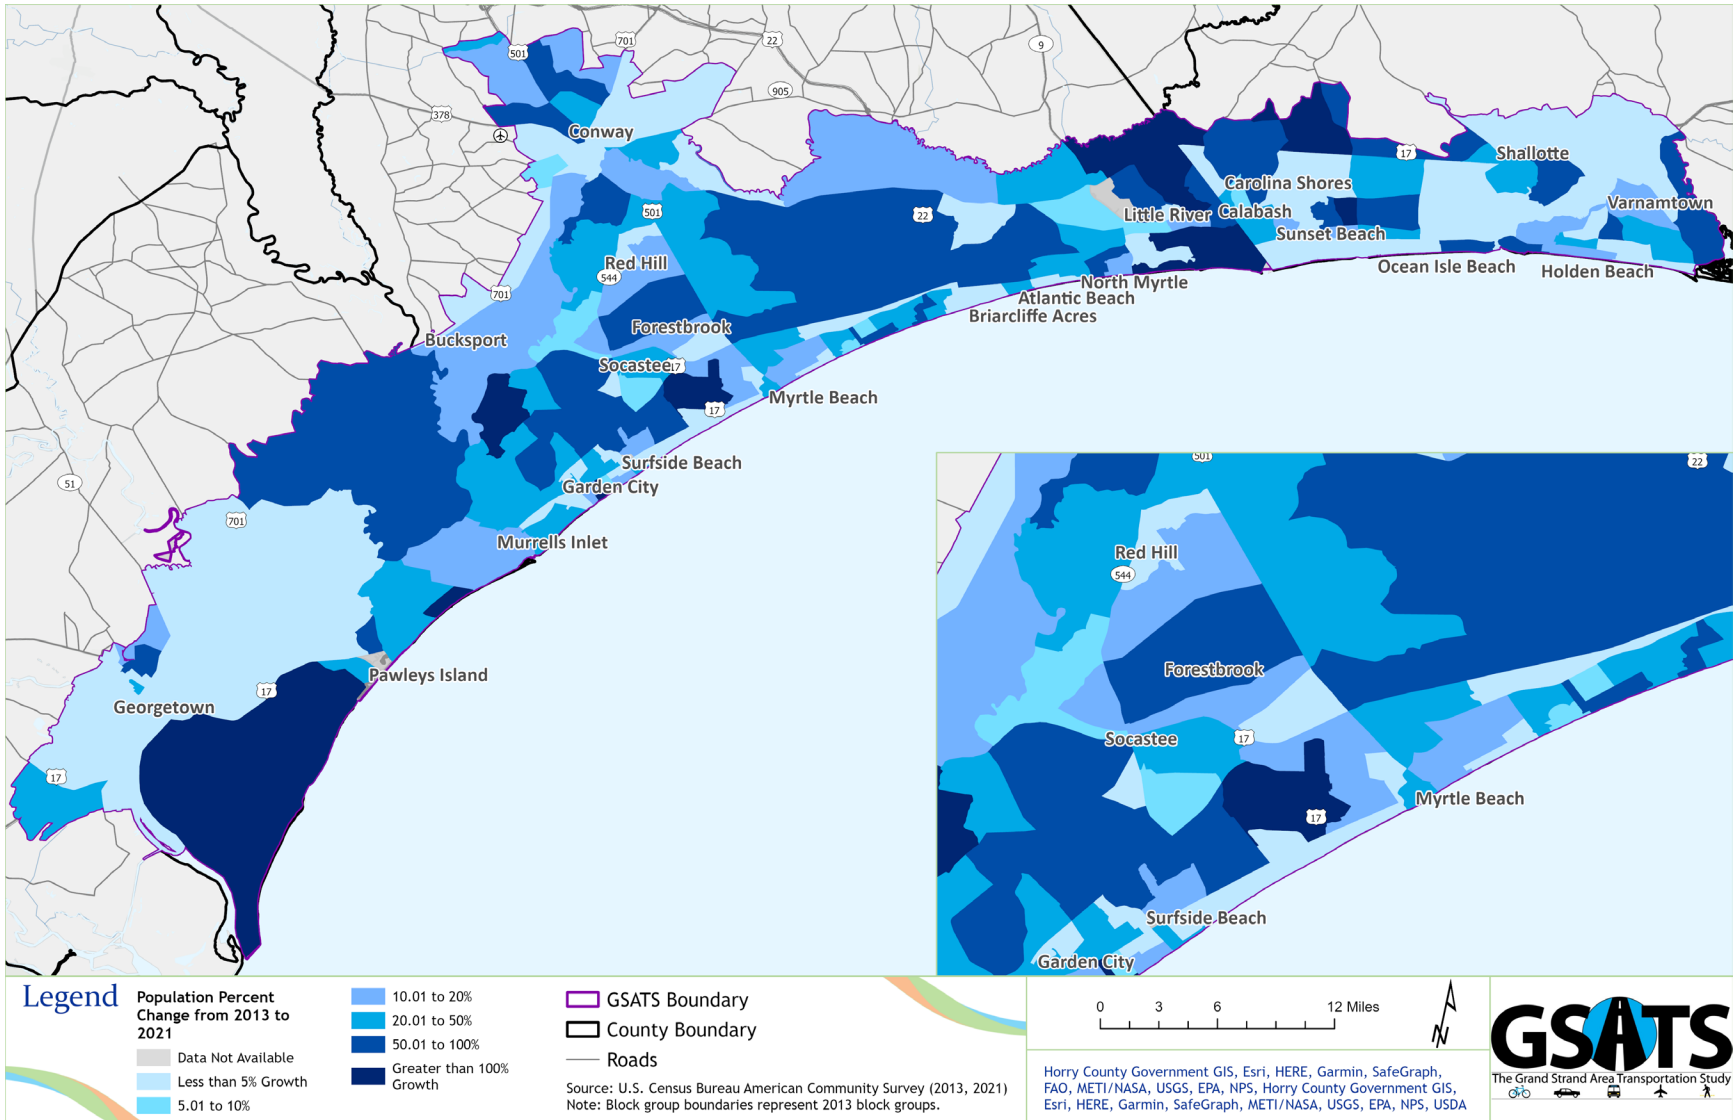 501
701
22
9
905
378
Conway
17
Shallotte
Carolina Shores
Varnamtown
501
22
Little River
Calabash
Sunset Beach
Red Hill
544
Ocean Isle Beach
Holden Beach
North Myrtle
701
Atlantic Beach
Briarcliffe Acres
Forestbrook
Bucksport
Socastee
17
Myrtle Beach
17
Surfside Beach
Garden City
51
701
Murrells Inlet
Pawleys Island
17
Georgetown
17
501
22
Red Hill
544
Forestbrook
Socastee
17
Myrtle Beach
17
Surfside Beach
Garden City
Legend
Population Percent
Change from 2013 to
2021
Data Not Available
Less than 5% Growth
5.01 to 10%
10.01 to 20%
20.01 to 50%
50.01 to 100%
Greater than 100%
Growth
GSATS Boundary
County Boundary
Roads
Source: U.S. Census Bureau American Community Survey (2013, 2021)
Note: Block group boundaries represent 2013 block groups.
0 3 6 12 Miles
N
Horry County Government GIS, Esri, HERE, Garmin, SafeGraph,
FAO, METI/NASA, USGS, EPA, NPS, Horry County Government GIS,
Esri, HERE, Garmin, SafeGraph, METI/NASA, USGS, EPA, NPS, USDA
GSATS
The Grand Strand Area Transportation Study